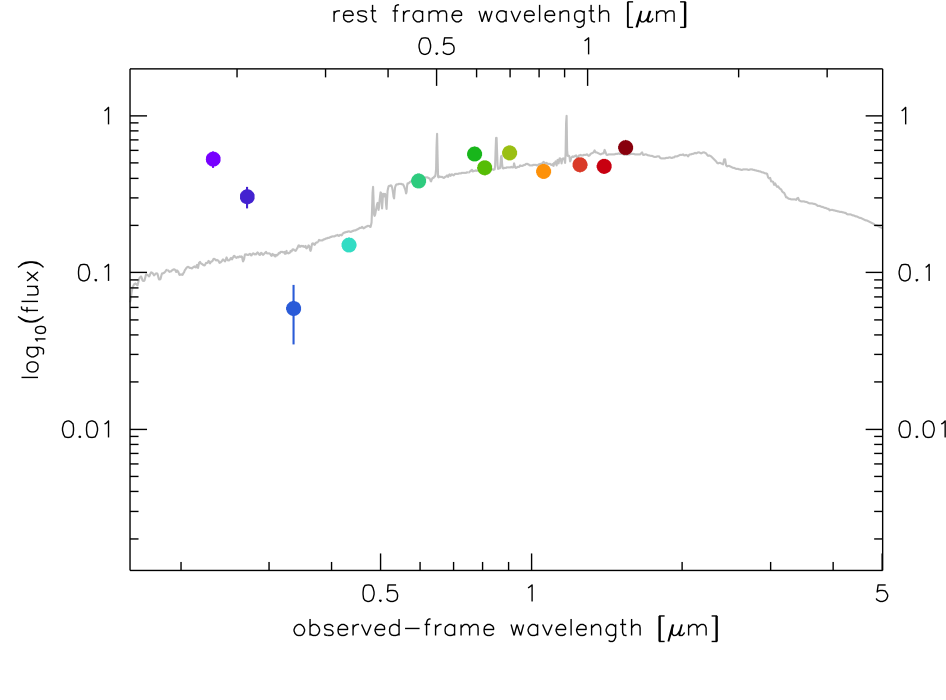 rest frame wavelength [μm]
0.5 1
1 1
0.1 0.1
log10(flux)
0.01 0.01
0.5 1 5
observed-frame wavelength [μm]